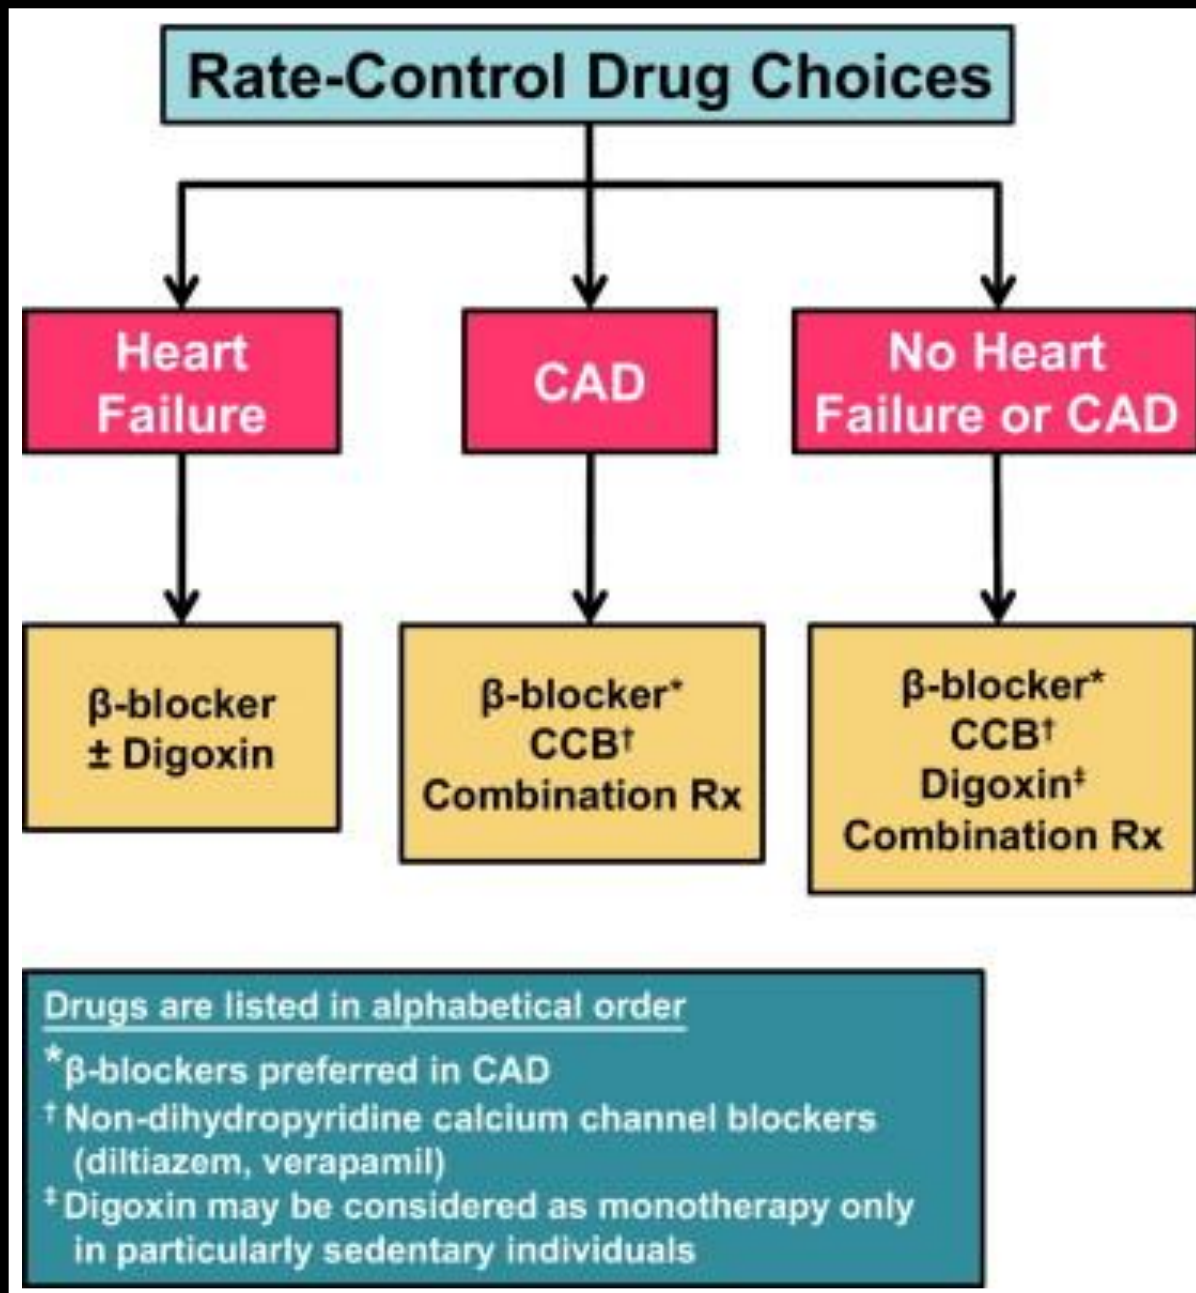 Rate-Control Drug Choices
Heart
Failure
CAD
No Heart
Failure or CAD
β-blocker
± Digoxin
β-blocker*
CCB†
Combination Rx
β-blocker*
CCB†
Digoxin‡
Combination Rx
Drugs are listed in alphabetical order
*β-blockers preferred in CAD
† Non-dihydropyridine calcium channel blockers
(diltiazem, verapamil)
‡ Digoxin may be considered as monotherapy only
in particularly sedentary individuals